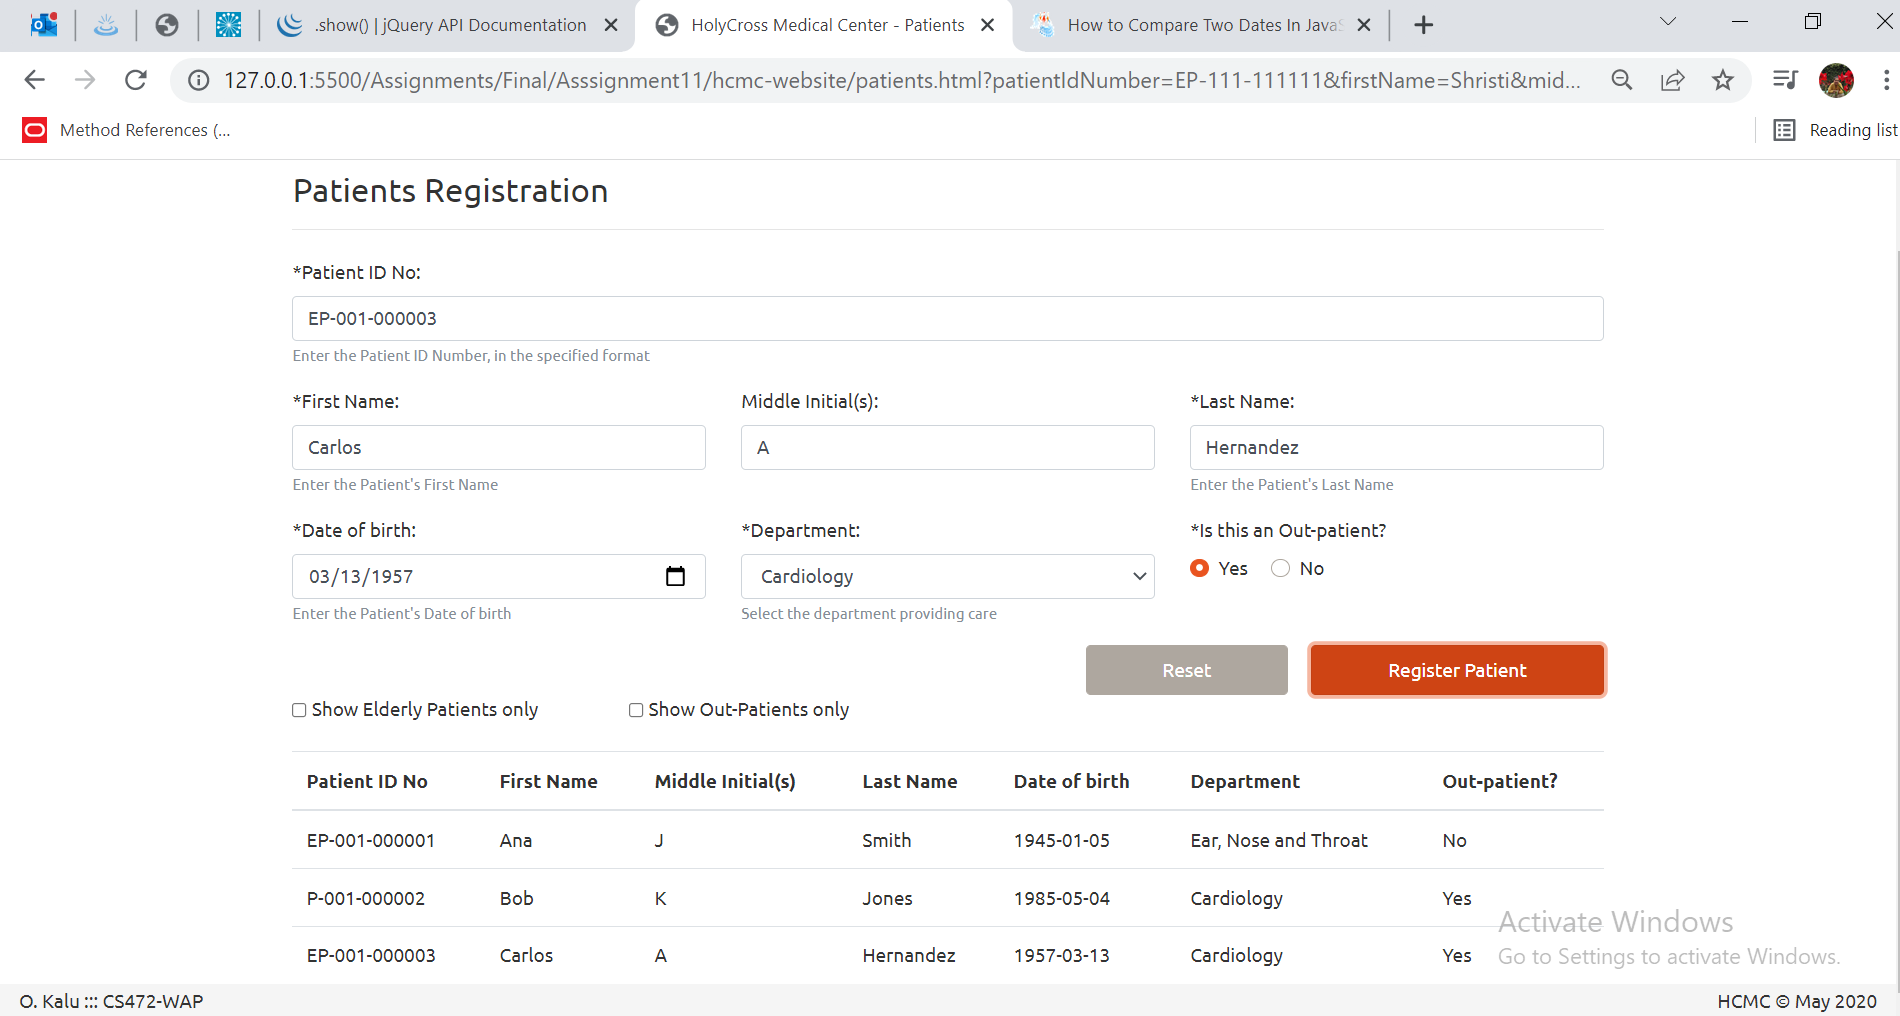 .show() | jQuery API Documentation
HolyCross Medical Center - Patients
How to Compare Two Dates In Java
127.0.0.1:5500/Assignments/Final/Asssignment11/hcmc-website/patients.html?patientIdNumber=EP-111-111111&firstName=Shristi&mid...
Method References (...
Reading list
Patients Registration
*Patient ID No:
EP-001-000003
Enter the Patient ID Number, in the specified format
*First Name: Middle Initial(s): *Last Name:
Carlos A Hernandez
Enter the Patient's First Name Enter the Patient's Last Name
*Date of birth: *Department: *Is this an Out-patient?
03/13/1957 Cardiology Yes No
Enter the Patient's Date of birth Select the department providing care
Reset Register Patient
Show Elderly Patients only Show Out-Patients only
Patient ID No First Name Middle Initial(s) Last Name Date of birth Department Out-patient?
EP-001-000001 Ana J Smith 1945-01-05 Ear, Nose and Throat No
P-001-000002 Bob K Jones 1985-05-04 Cardiology Yes
EP-001-000003 Carlos A Hernandez 1957-03-13 Cardiology Yes
Activate Windows
Go to Settings to activate Windows.
O. Kalu ::: CS472-WAP
HCMC © May 2020